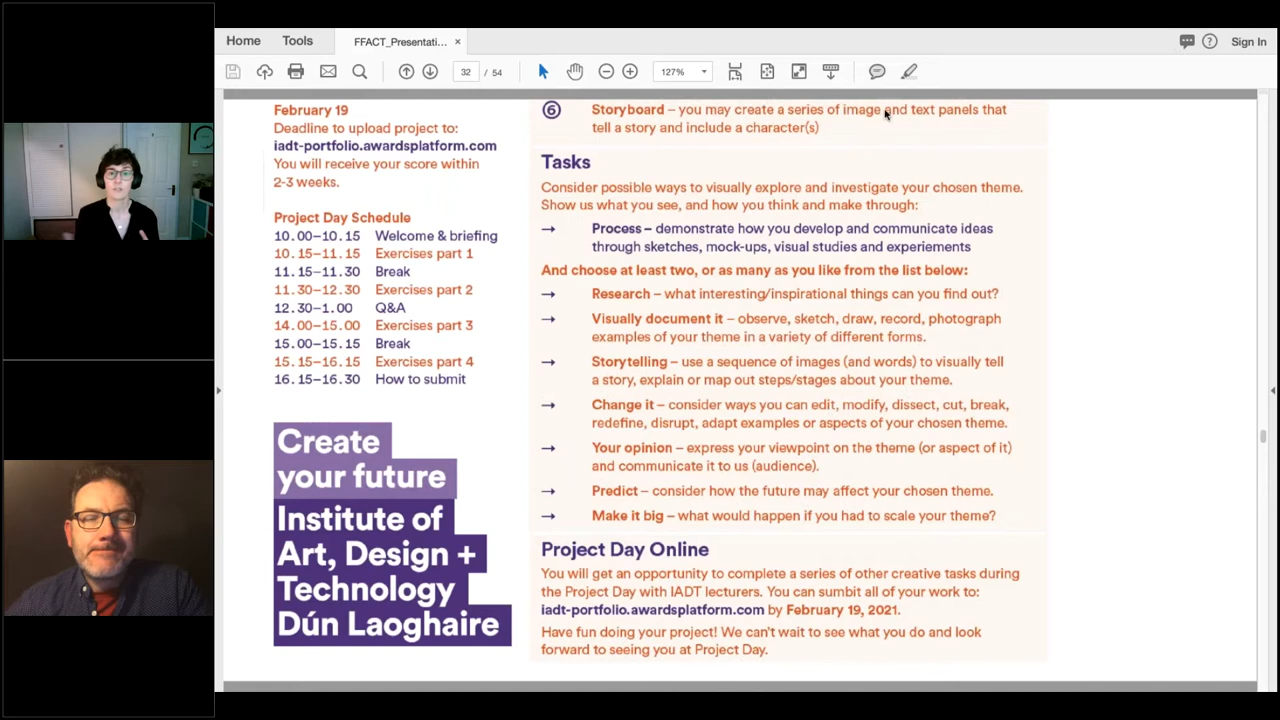 Home
Tools
FFACT_Presentati...
×
Sign In
32 / 54
127%
February 19
Deadline to upload project to:
iadt-portfolio.awardsplatform.com
You will receive your score within
2-3 weeks.
Project Day Schedule
10.00–10.15 Welcome & briefing
10.15–11.15 Exercises part 1
11.15–11.30 Break
11.30–12.30 Exercises part 2
12.30–1.00 Q&A
14.00–15.00 Exercises part 3
15.00–15.15 Break
15.15–16.15 Exercises part 4
16.15–16.30 How to submit
Create
your future
Institute of
Art, Design +
Technology
Dún Laoghaire
6 Storyboard – you may create a series of image and text panels that
tell a story and include a character(s)
Tasks
Consider possible ways to visually explore and investigate your chosen theme.
Show us what you see, and how you think and make through:
→ Process – demonstrate how you develop and communicate ideas
through sketches, mock-ups, visual studies and experiements
And choose at least two, or as many as you like from the list below:
→ Research – what interesting/inspirational things can you find out?
→ Visually document it – observe, sketch, draw, record, photograph
examples of your theme in a variety of different forms.
→ Storytelling – use a sequence of images (and words) to visually tell
a story, explain or map out steps/stages about your theme.
→ Change it – consider ways you can edit, modify, dissect, cut, break,
redefine, disrupt, adapt examples or aspects of your chosen theme.
→ Your opinion – express your viewpoint on the theme (or aspect of it)
and communicate it to us (audience).
→ Predict – consider how the future may affect your chosen theme.
→ Make it big – what would happen if you had to scale your theme?
Project Day Online
You will get an opportunity to complete a series of other creative tasks during
the Project Day with IADT lecturers. You can sumbit all of your work to:
iadt-portfolio.awardsplatform.com by February 19, 2021.
Have fun doing your project! We can't wait to see what you do and look
forward to seeing you at Project Day.